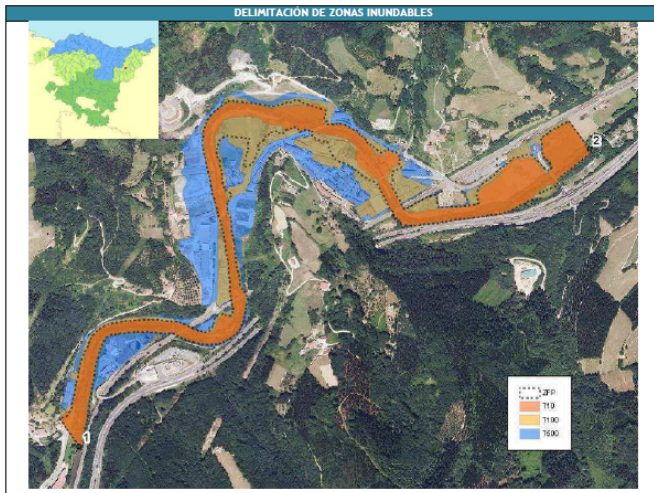 DELIMITACIÓN DE ZONAS INUNDABLES
2
1
ZFP
T10
T100
T500